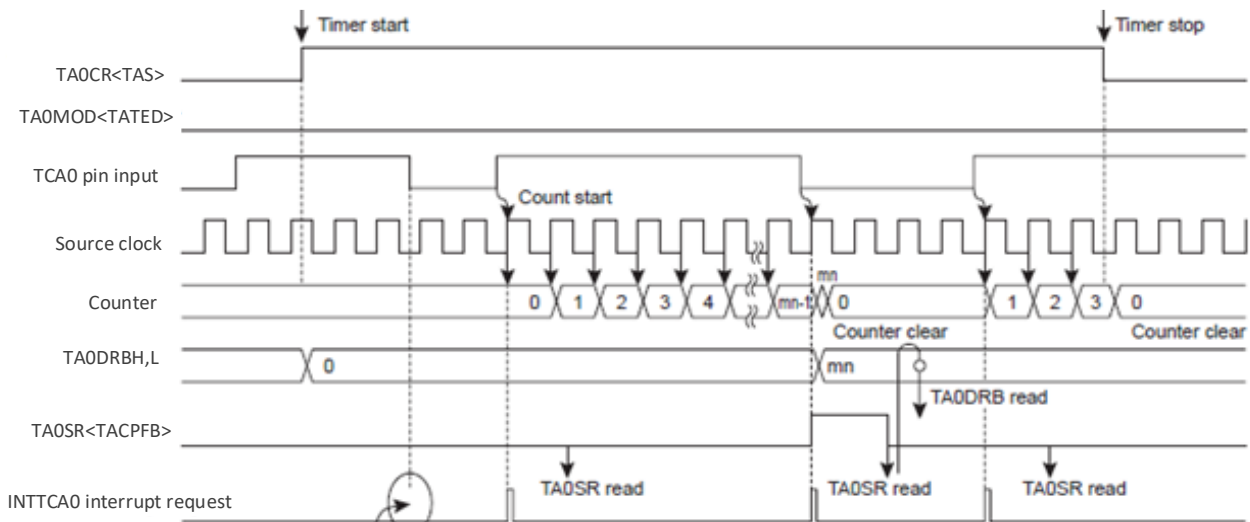 Timer start
Timer stop
TA0CR<TAS>
TA0MOD<TATED>
TCA0 pin input
Count start
Source clock
mn
Counter
0 1 2 3 4 mn-1 0 1 2 3 0
Counter clear
Counter clear
TA0DRBH,L
0 mn
TA0DRB read
TA0SR<TACPFB>
TA0SR read
TA0SR read
TA0SR read
INTTCA0 interrupt request